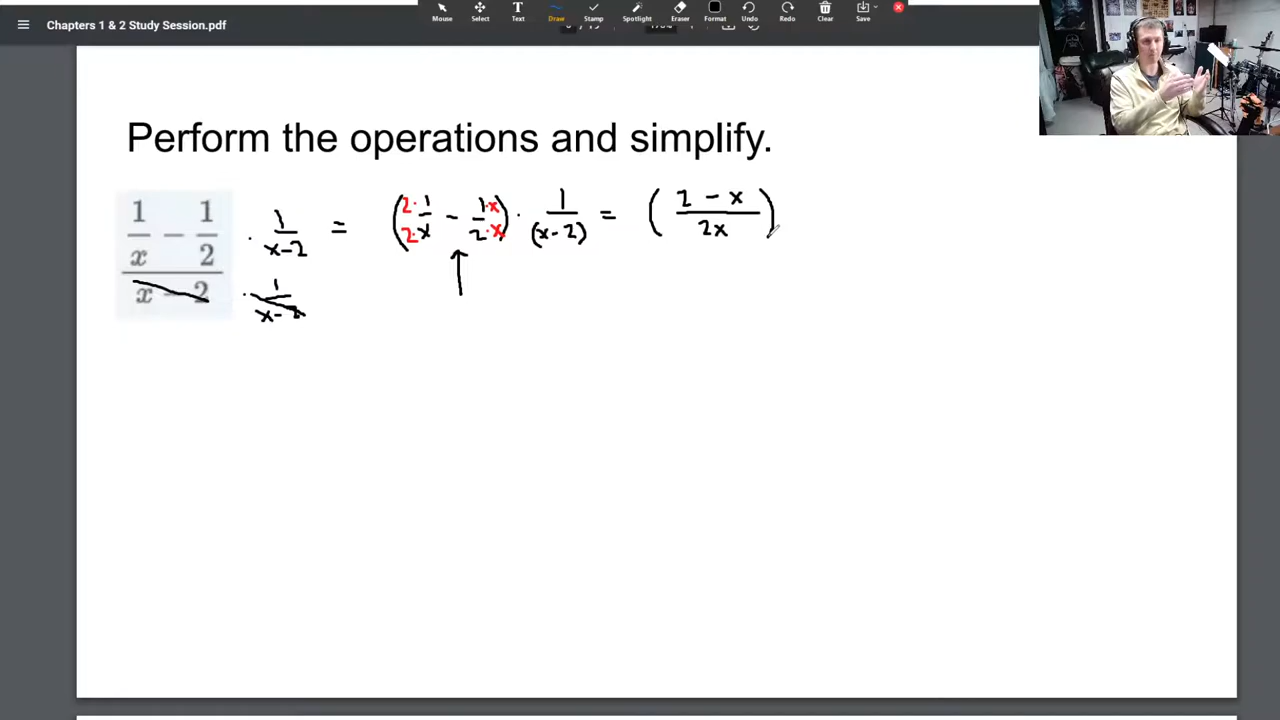 Chapters 1 & 2 Study Session.pdf
Mouse Select Text Draw Stamp Spotlight Eraser Format Undo Redo Clear Save
Perform the operations and simplify.
1/x - 1/2 / x - 2 · 1/x-2 / · 1/x-2 = (2·1/2·x - 1·x/2·x) · 1/(x-2) = (2-x/2x)